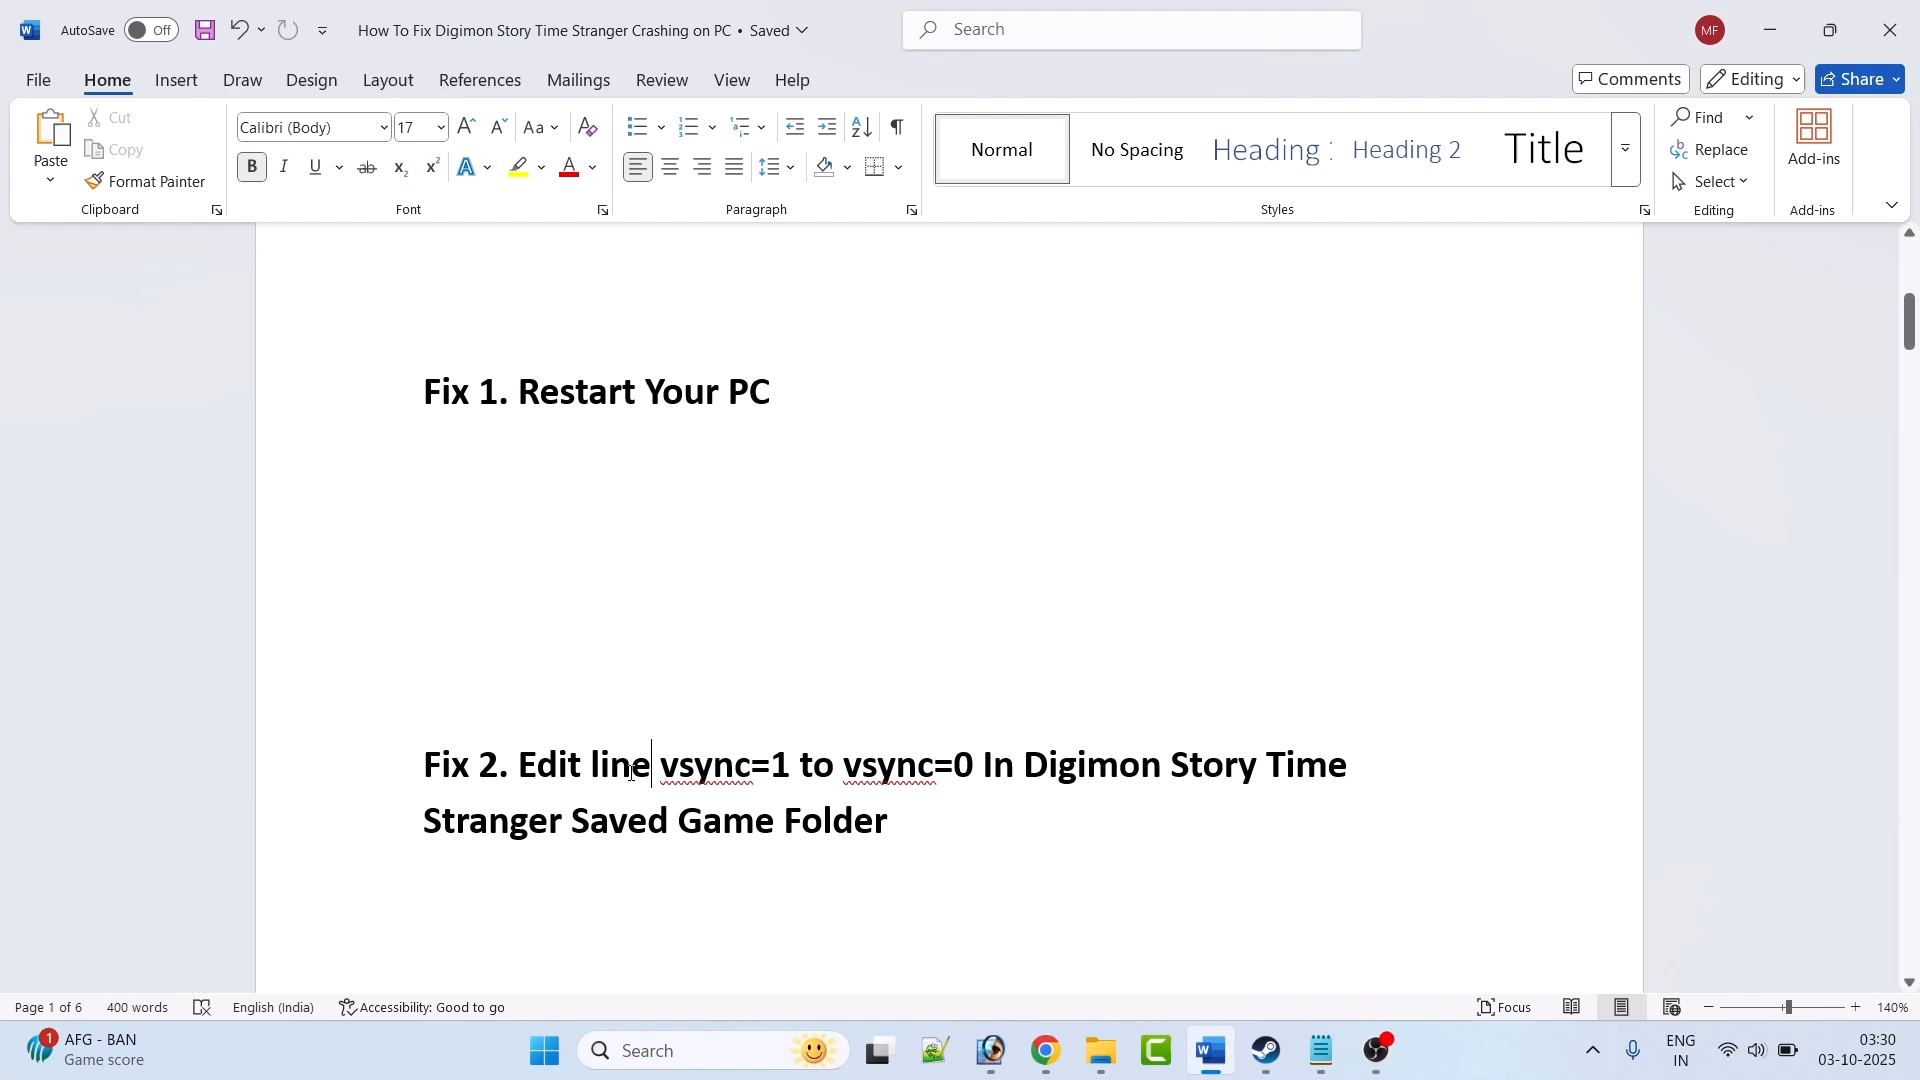 AutoSave Off How To Fix Digimon Story Time Stranger Crashing on PC • Saved Search MF
File Home Insert Draw Design Layout References Mailings Review View Help Comments Editing Share
Paste Cut Copy Format Painter Clipboard
Calibri (Body) 17 Font
Paragraph
Normal No Spacing Heading 1 Heading 2 Title Styles
Find Replace Select Editing
Add-ins Add-ins
Fix 1. Restart Your PC
Fix 2. Edit line vsync=1 to vsync=0 In Digimon Story Time
Stranger Saved Game Folder
Page 1 of 6 400 words English (India) Accessibility: Good to go Focus 140%
1 AFG - BAN
Game score
Search
ENG
IN
03:30
03-10-2025